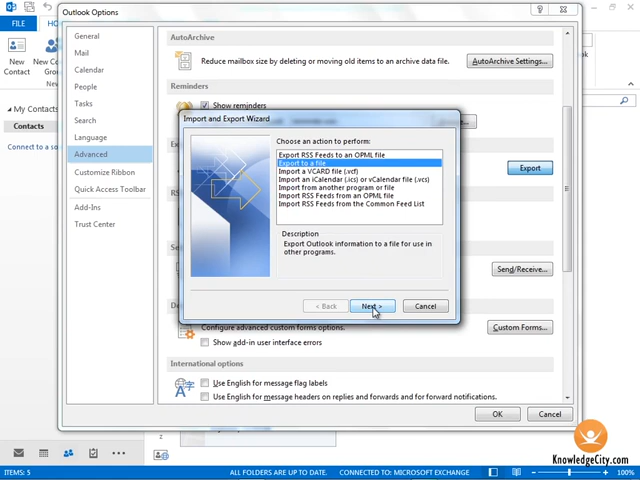 Outlook Options
FILE
HO
General
Mail
Calendar
People
Tasks
Search
Language
Advanced
Customize Ribbon
Quick Access Toolbar
Add-Ins
Trust Center
New
Contact
New Co
Grou
My Contacts
Contacts
Connect to a so
AutoArchive
Reduce mailbox size by deleting or moving old items to an archive data file.
AutoArchive Settings...
Reminders
Show reminders
Import and Export Wizard
Choose an action to perform:
Export RSS Feeds to an OPML file
Export to a file
Import a VCARD file (.vcf)
Import an iCalendar (.ics) or vCalendar file (.vcs)
Import from another program or file
Import RSS Feeds from an OPML file
Import RSS Feeds from the Common Feed List
Description
Export Outlook information to a file for use in
other programs.
< Back
Next >
Cancel
Export
Send/Receive...
Configure advanced custom forms options.
Custom Forms...
Show add-in user interface errors
International options
Use English for message flag labels
Use English for message headers on replies and forwards and for forward notifications.
OK
Cancel
KnowledgeCity.com
ITEMS: 5
ALL FOLDERS ARE UP TO DATE.
CONNECTED TO: MICROSOFT EXCHANGE
100%